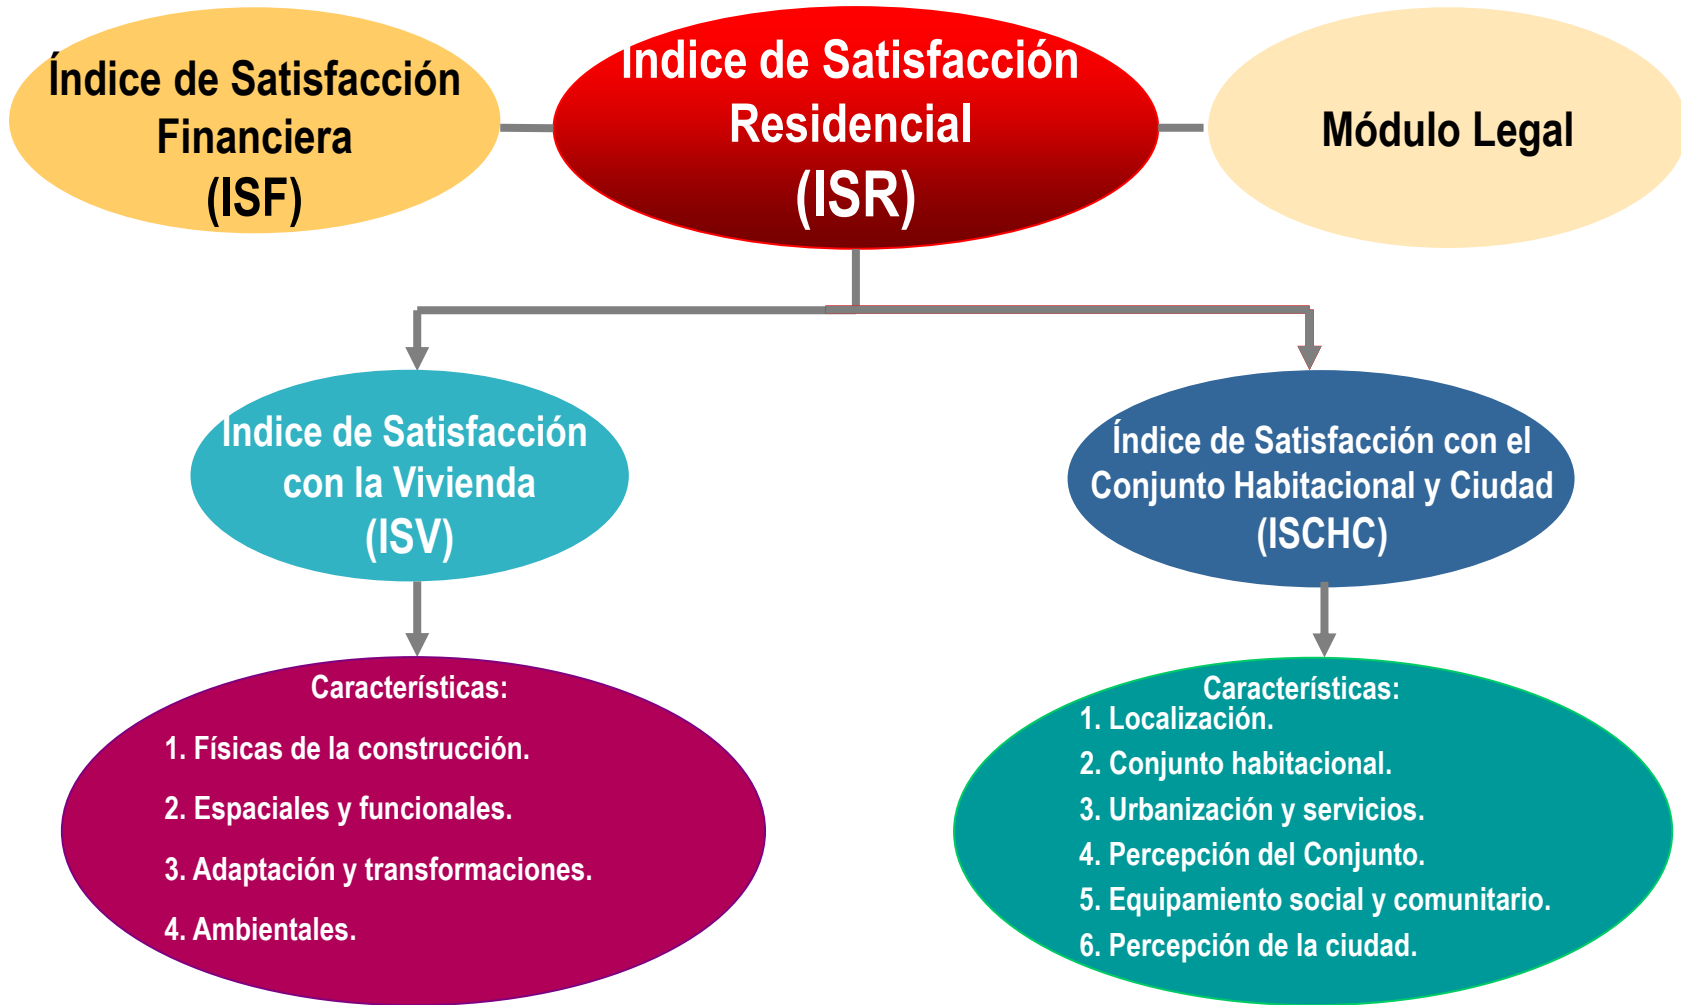 Índice de Satisfacción
Financiera
(ISF)
Índice de Satisfacción
Residencial
(ISR)
Módulo Legal
Índice de Satisfacción
con la Vivienda
(ISV)
Índice de Satisfacción con el
Conjunto Habitacional y Ciudad
(ISCHC)
Características:
1. Físicas de la construcción.
2. Espaciales y funcionales.
3. Adaptación y transformaciones.
4. Ambientales.
Características:
1. Localización.
2. Conjunto habitacional.
3. Urbanización y servicios.
4. Percepción del Conjunto.
5. Equipamiento social y comunitario.
6. Percepción de la ciudad.